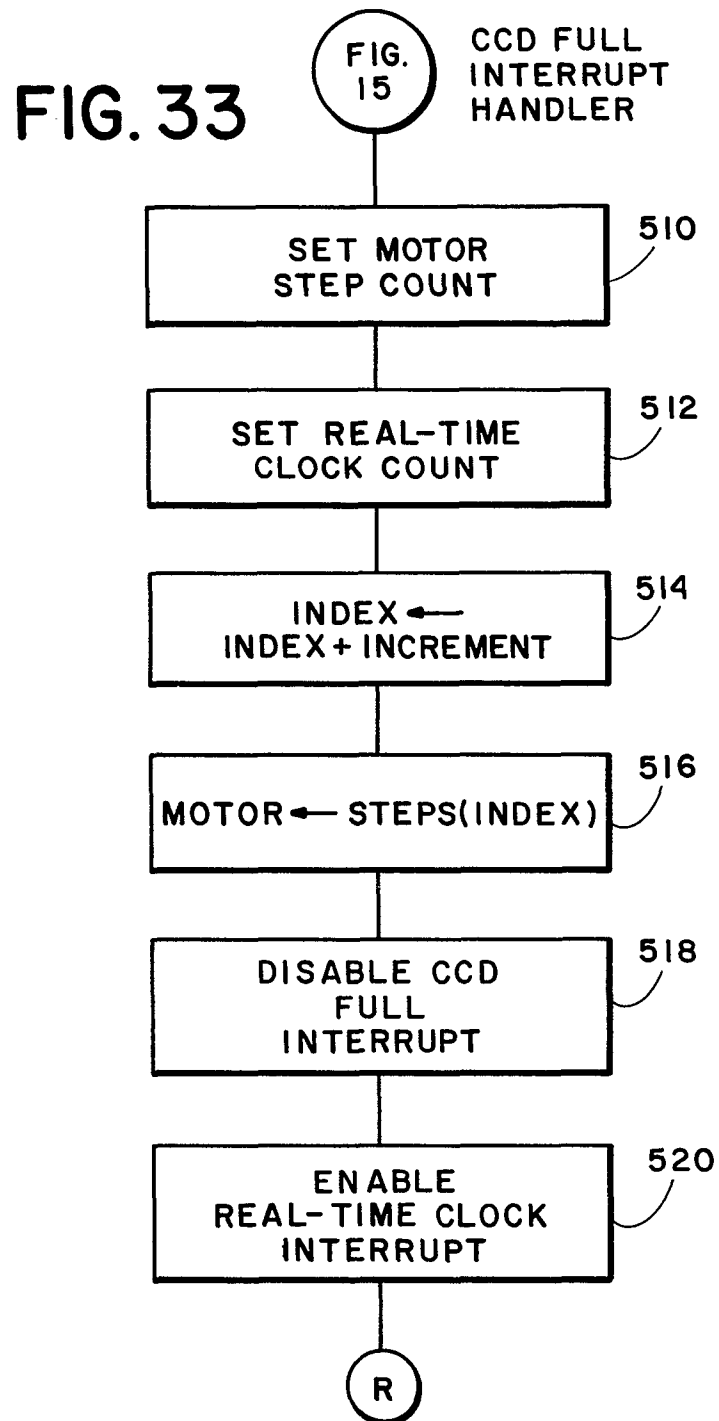 FIG. 33
FIG.
15
CCD FULL
INTERRUPT
HANDLER
510
SET MOTOR
STEP COUNT
512
SET REAL-TIME
CLOCK COUNT
514
INDEX ←
INDEX + INCREMENT
516
MOTOR ← STEPS(INDEX)
518
DISABLE CCD
FULL
INTERRUPT
520
ENABLE
REAL-TIME CLOCK
INTERRUPT
R